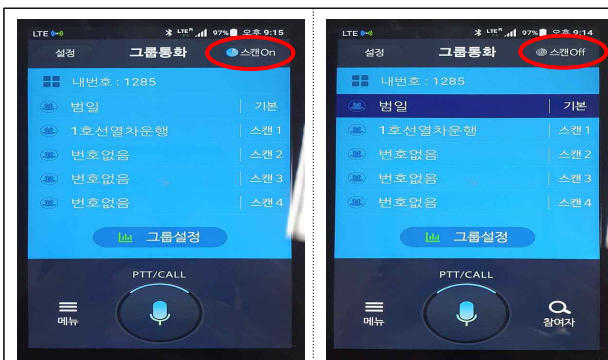 LTE 97% 오후 9:15
설정 그룹통화 스캔On
내번호 : 1285
범일 기본
1호선열차운행 스캔 1
번호없음 스캔 2
번호없음 스캔 3
번호없음 스캔 4
그룹설정
PTT/CALL
메뉴
LTE 97% 오후 9:14
설정 그룹통화 스캔Off
내번호 : 1285
범일 기본
1호선열차운행 스캔 1
번호없음 스캔 2
번호없음 스캔 3
번호없음 스캔 4
그룹설정
PTT/CALL
메뉴 참여자